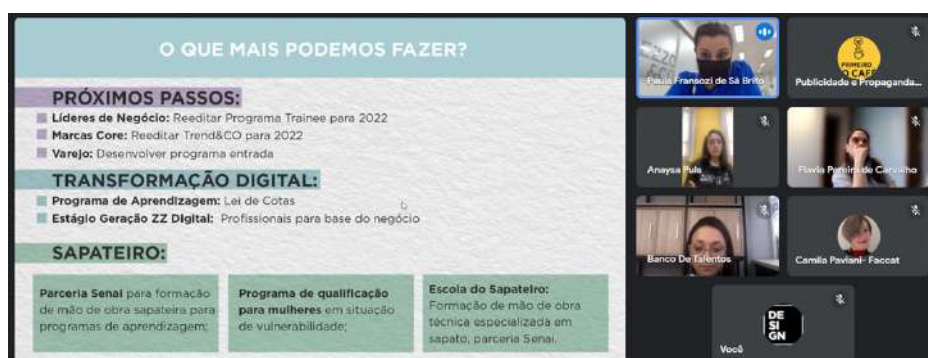 O QUE MAIS PODEMOS FAZER?
PRÓXIMOS PASSOS:
Líderes de Negócio: Reeditar Programa Trainee para 2022
Marcas Core: Reeditar Trend&CO para 2022
Varejo: Desenvolver programa entrada
TRANSFORMAÇÃO DIGITAL:
Programa de Aprendizagem: Lei de Cotas
Estágio Geração ZZ Digital: Profissionais para base do negócio
SAPATEIRO:
Parceria Senai para formação
de mão de obra sapateira para
programas de aprendizagem;
Programa de qualificação
para mulheres em situação
de vulnerabilidade;
Escola do Sapateiro:
Formação de mão de obra
técnica especializada em
sapato, parceria Senai.
Paula Fransozi de Sá Brito
PRIMEIRO
O CAFÉ
Publicidade e Propaganda...
Anaysa Puls
Flavia Pereira de Carvalho
Banco De Talentos
Camila Paviani- Faccat
DE
SI
GN
Você